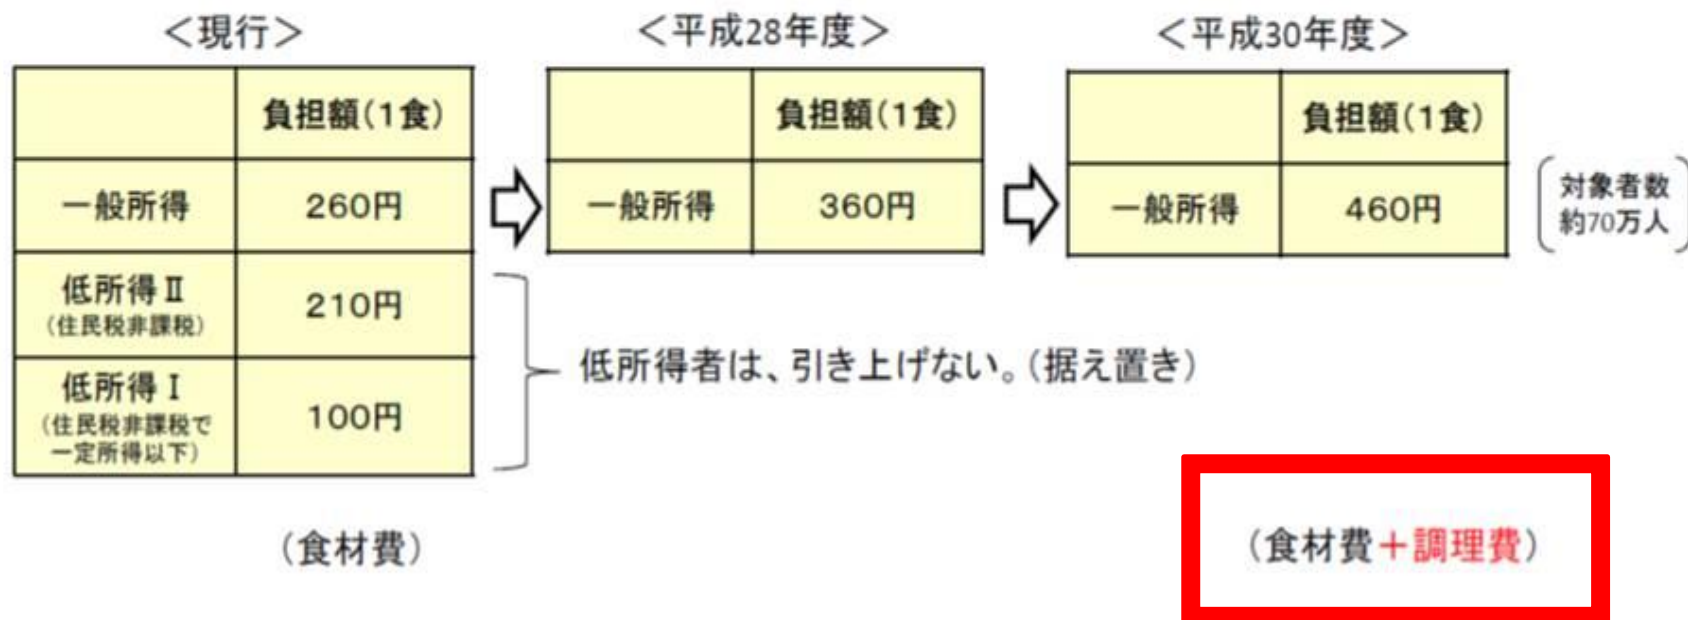 ＜現行＞
＜平成28年度＞
＜平成30年度＞
負担額(1食)
一般所得
260円
低所得Ⅱ
(住民税非課税)
210円
低所得Ⅰ
(住民税非課税で
一定所得以下)
100円
負担額(1食)
一般所得
360円
負担額(1食)
一般所得
460円
対象者数
約70万人
低所得者は、引き上げない。(据え置き)
(食材費)
(食材費＋調理費)